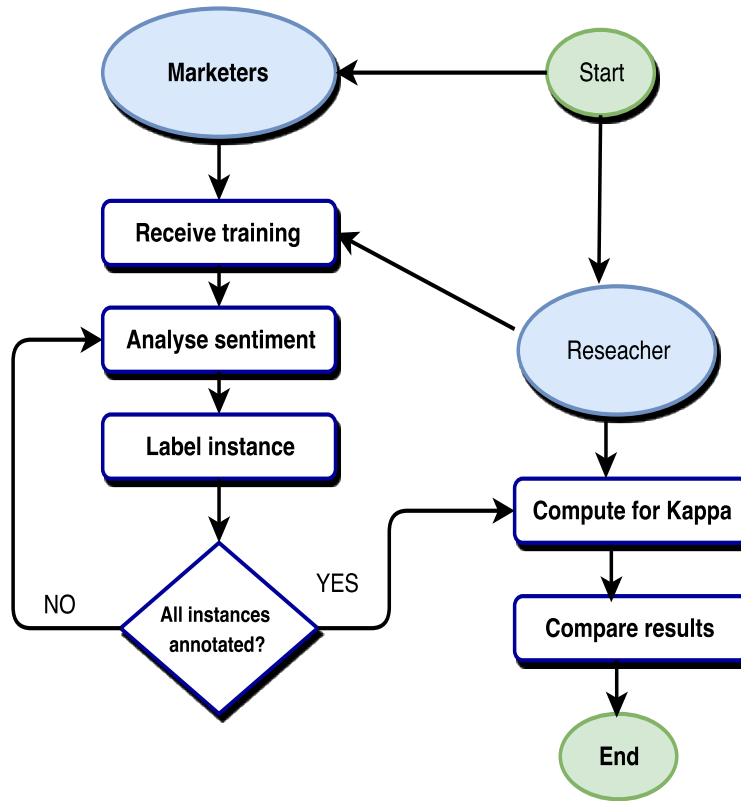 Marketers
Start
Receive training
Analyse sentiment
Reseacher
Label instance
Compute for Kappa
YES
NO
All instances
annotated?
Compare results
End